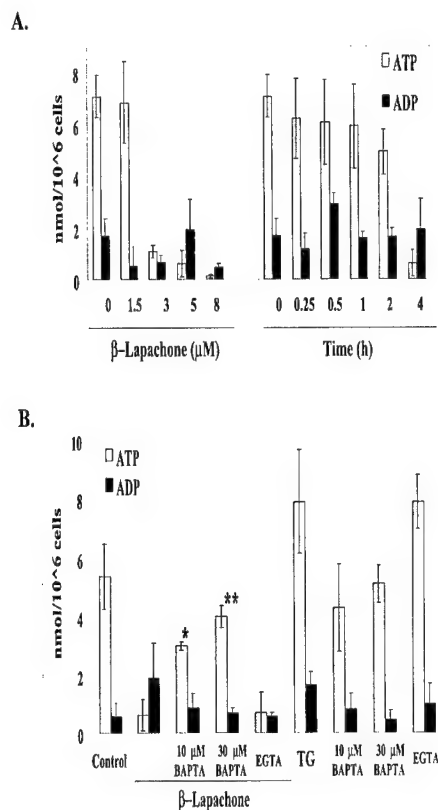 A.
nmol/10^6 cells
8
6
4
2
0
ATP
ADP
0 1.5 3 5 8
β–Lapachone (μM)
0 0.25 0.5 1 2 4
Time (h)
B.
nmol/10^6 cells
10
8
6
4
2
0
ATP
ADP
*
**
Control
10 μM BAPTA
30 μM BAPTA
EGTA
TG
10 μM BAPTA
30 μM BAPTA
EGTA
β–Lapachone